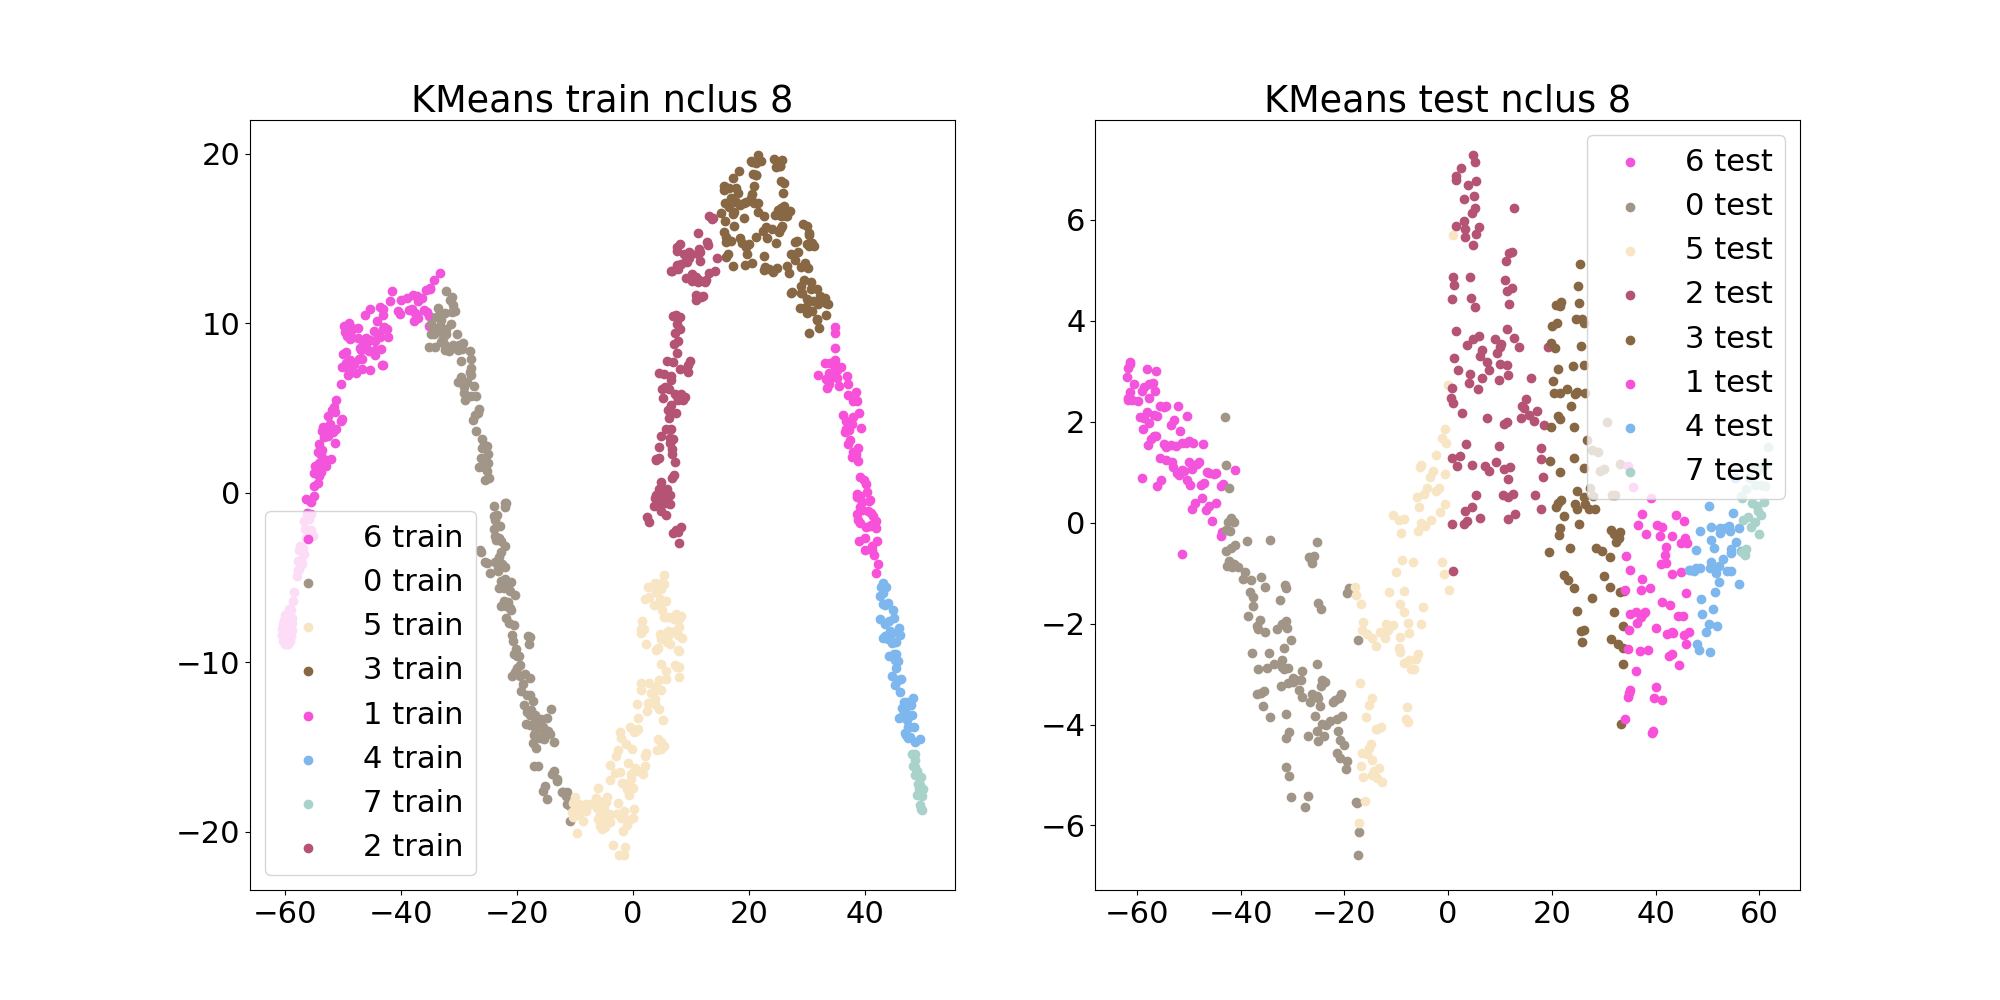 KMeans train nclus 8
20
10
0
−10
−20
−60
−40
−20
0
20
40
6 train
0 train
5 train
3 train
1 train
4 train
7 train
2 train
KMeans test nclus 8
6
4
2
0
−2
−4
−6
−60
−40
−20
0
20
40
60
6 test
0 test
5 test
2 test
3 test
1 test
4 test
7 test